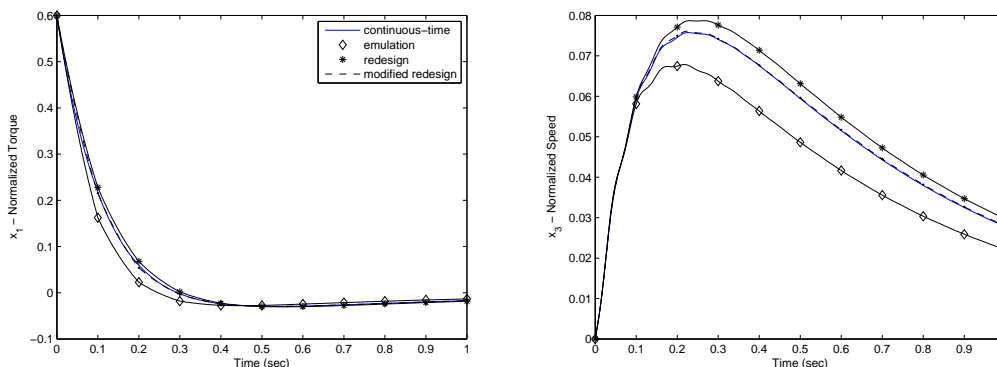 0.6
0.5
0.4
0.3
0.2
0.1
0
−0.1
x1 − Normalized Torque
continuous−time
emulation
redesign
modified redesign
0 0.1 0.2 0.3 0.4 0.5 0.6 0.7 0.8 0.9 1
Time (sec)
0.08
0.07
0.06
0.05
0.04
0.03
0.02
0.01
0
x3 − Normalized Speed
0 0.1 0.2 0.3 0.4 0.5 0.6 0.7 0.8 0.9
Time (sec)